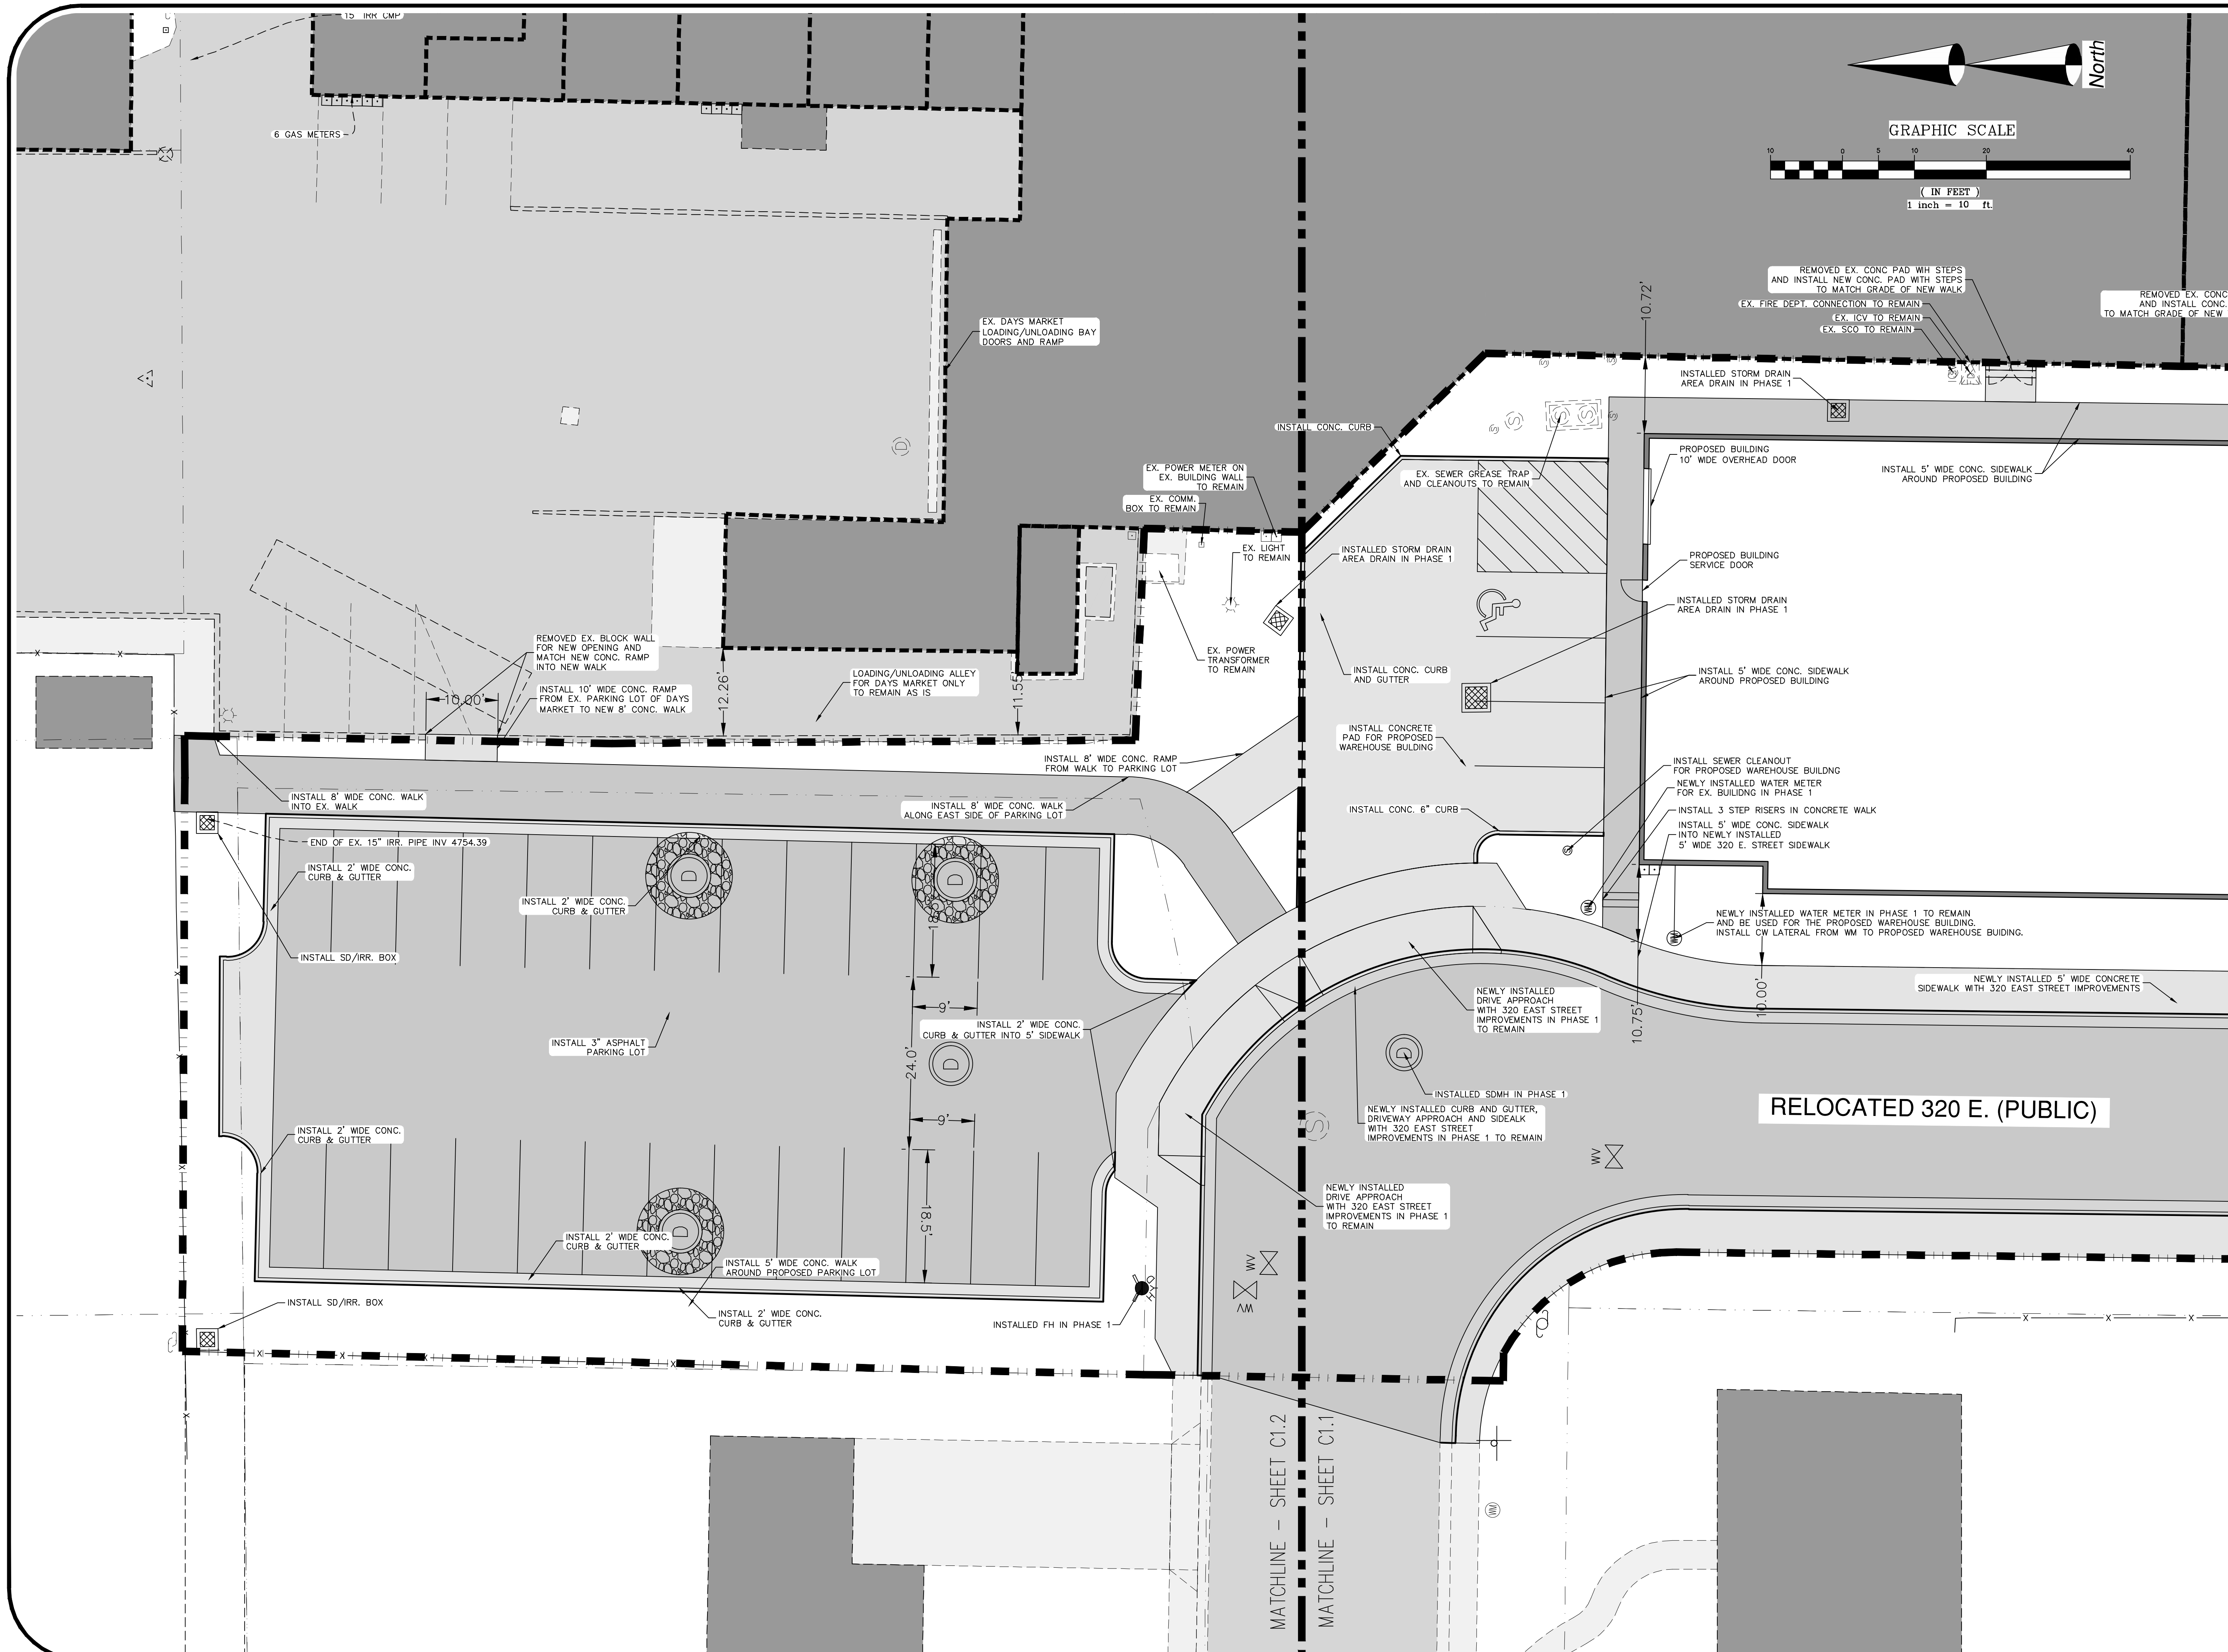 15" IRR CMP
6 GAS METERS
North
GRAPHIC SCALE
10 0 5 10 20 40
( IN FEET )
1 inch = 10 ft.
REMOVED EX. CONC PAD WIH STEPS
AND INSTALL NEW CONC. PAD WITH STEPS
TO MATCH GRADE OF NEW WALK
EX. FIRE DEPT. CONNECTION TO REMAIN
EX. ICV TO REMAIN
EX. SCO TO REMAIN
REMOVED EX. CONC
AND INSTALL CONC.
TO MATCH GRADE OF NEW
10.72'
EX. DAYS MARKET
LOADING/UNLOADING BAY
DOORS AND RAMP
INSTALLED STORM DRAIN
AREA DRAIN IN PHASE 1
D
S
S
S
S
S
S
S
S
INSTALL CONC. CURB
EX. SEWER GREASE TRAP
AND CLEANOUTS TO REMAIN
PROPOSED BUILDING
10' WIDE OVERHEAD DOOR
INSTALL 5' WIDE CONC. SIDEWALK
AROUND PROPOSED BUILDING
EX. POWER METER ON
EX. BUILDING WALL
TO REMAIN
EX. COMM.
BOX TO REMAIN
EX. LIGHT
TO REMAIN
INSTALLED STORM DRAIN
AREA DRAIN IN PHASE 1
PROPOSED BUILDING
SERVICE DOOR
INSTALLED STORM DRAIN
AREA DRAIN IN PHASE 1
REMOVED EX. BLOCK WALL
FOR NEW OPENING AND
MATCH NEW CONC. RAMP
INTO NEW WALK
INSTALL 10' WIDE CONC. RAMP
FROM EX. PARKING LOT OF DAYS
MARKET TO NEW 8' CONC. WALK
10.00'
12.26'
LOADING/UNLOADING ALLEY
FOR DAYS MARKET ONLY
TO REMAIN AS IS
11.55'
EX. POWER
TRANSFORMER
TO REMAIN
INSTALL CONC. CURB
AND GUTTER
INSTALL 5' WIDE CONC. SIDEWALK
AROUND PROPOSED BUILDING
INSTALL CONCRETE
PAD FOR PROPOSED
WAREHOUSE BULDING
INSTALL 8' WIDE CONC. RAMP
FROM WALK TO PARKING LOT
INSTALL SEWER CLEANOUT
FOR PROPOSED WAREHOUSE BUILDNG
NEWLY INSTALLED WATER METER
FOR EX. BUILIDNG IN PHASE 1
INSTALL 3 STEP RISERS IN CONCRETE WALK
INSTALL 5' WIDE CONC. SIDEWALK
INTO NEWLY INSTALLED
5' WIDE 320 E. STREET SIDEWALK
INSTALL 8' WIDE CONC. WALK
INTO EX. WALK
INSTALL 8' WIDE CONC. WALK
ALONG EAST SIDE OF PARKING LOT
INSTALL CONC. 6" CURB
S
END OF EX. 15" IRR. PIPE INV 4754.39
INSTALL 2' WIDE CONC.
CURB & GUTTER
D
D
INSTALL 2' WIDE CONC.
CURB & GUTTER
WM
WM
NEWLY INSTALLED WATER METER IN PHASE 1 TO REMAIN
AND BE USED FOR THE PROPOSED WAREHOUSE BUILDING.
INSTALL CW LATERAL FROM WM TO PROPOSED WAREHOUSE BUIDING.
INSTALL SD/IRR. BOX
9'
24.0'
9'
18.5'
D
INSTALL 2' WIDE CONC.
CURB & GUTTER INTO 5' SIDEWALK
INSTALL 3" ASPHALT
PARKING LOT
NEWLY INSTALLED
DRIVE APPROACH
WITH 320 EAST STREET
IMPROVEMENTS IN PHASE 1
TO REMAIN
10.75'
10.00'
NEWLY INSTALLED 5' WIDE CONCRETE
SIDEWALK WITH 320 EAST STREET IMPROVEMENTS
D
INSTALLED SDMH IN PHASE 1
NEWLY INSTALLED CURB AND GUTTER,
DRIVEWAY APPROACH AND SIDEALK
WITH 320 EAST STREET
IMPROVEMENTS IN PHASE 1 TO REMAIN
RELOCATED 320 E. (PUBLIC)
S
WV
INSTALL 2' WIDE CONC.
CURB & GUTTER
NEWLY INSTALLED
DRIVE APPROACH
WITH 320 EAST STREET
IMPROVEMENTS IN PHASE 1
TO REMAIN
D
INSTALL 2' WIDE CONC.
CURB & GUTTER
INSTALL 5' WIDE CONC. WALK
AROUND PROPOSED PARKING LOT
WV
WV
HYD
INSTALL SD/IRR. BOX
INSTALL 2' WIDE CONC.
CURB & GUTTER
INSTALLED FH IN PHASE 1
MATCHLINE - SHEET C1.2
MATCHLINE - SHEET C1.1
WM